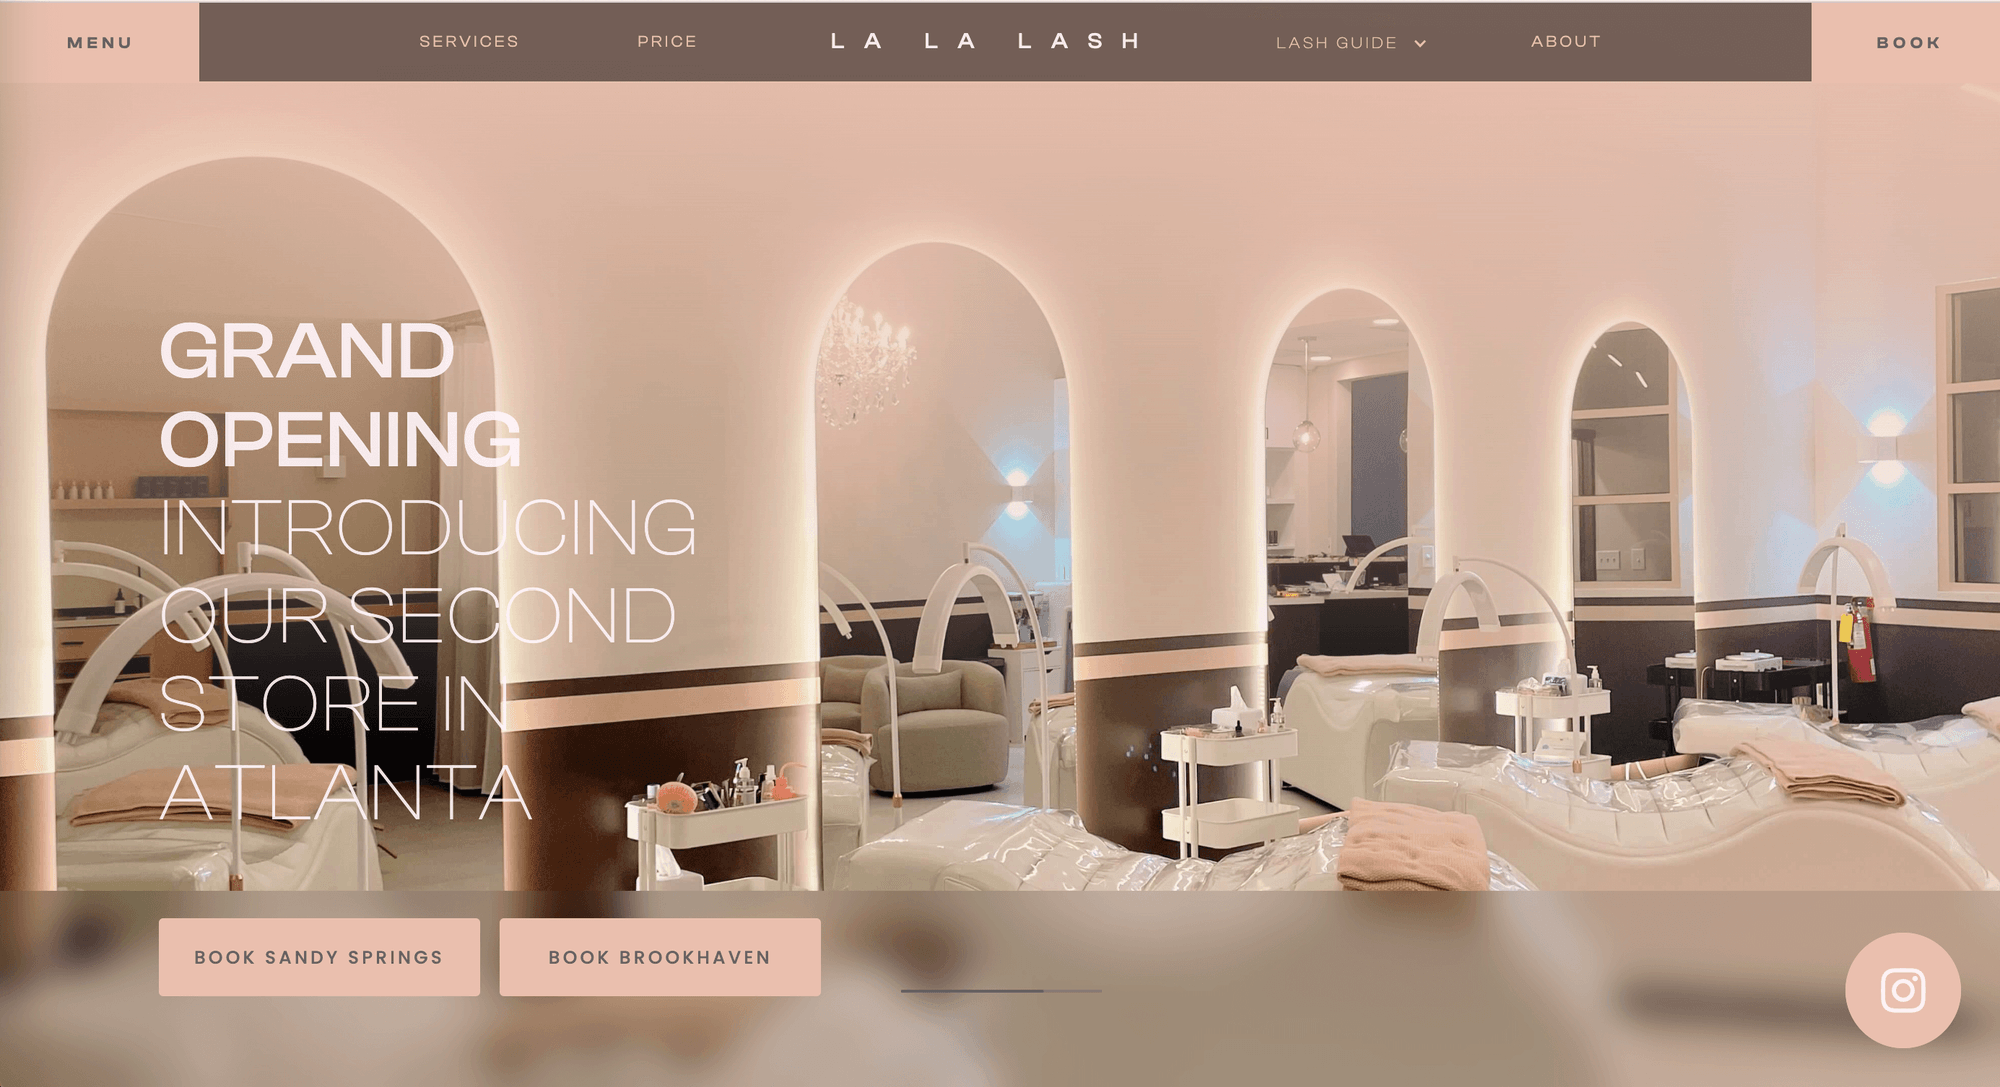 MENU
SERVICES
PRICE
LA LA LASH
LASH GUIDE
ABOUT
BOOK
GRAND
OPENING
INTRODUCING
OUR SECOND
STORE IN
ATLANTA
BOOK SANDY SPRINGS
BOOK BROOKHAVEN